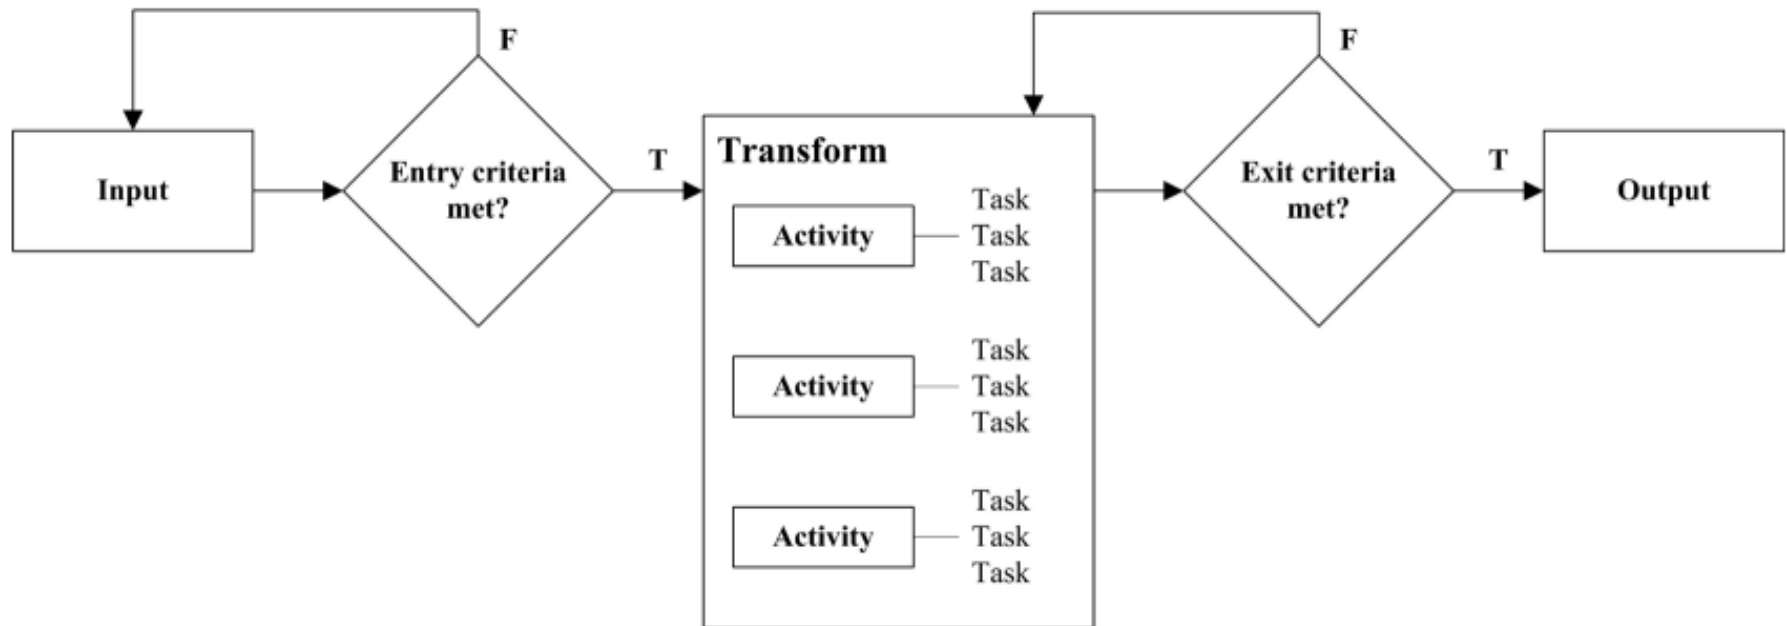 F
F
Input
Entry criteria
met?
T
Transform
Activity
Task
Task
Task
Activity
Task
Task
Task
Activity
Task
Task
Task
Exit criteria
met?
T
Output